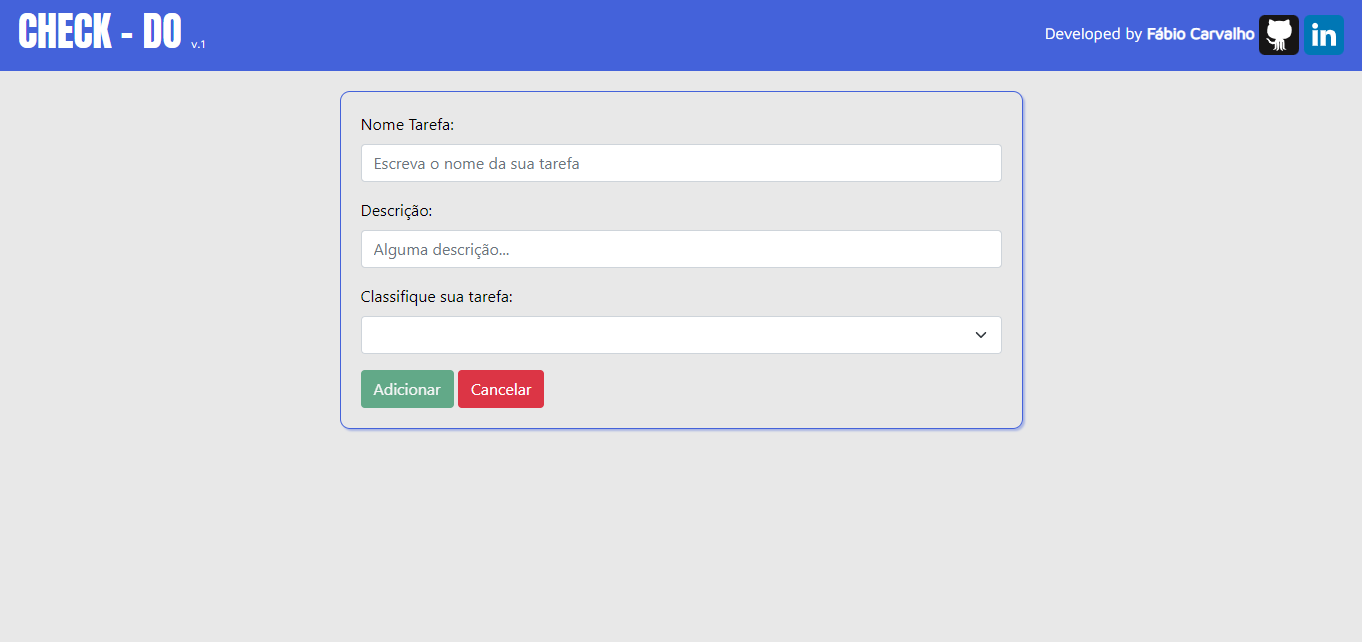 CHECK - DO v.1
Developed by Fábio Carvalho in
Nome Tarefa:
Escreva o nome da sua tarefa
Descrição:
Alguma descrição...
Classifique sua tarefa:
Adicionar Cancelar